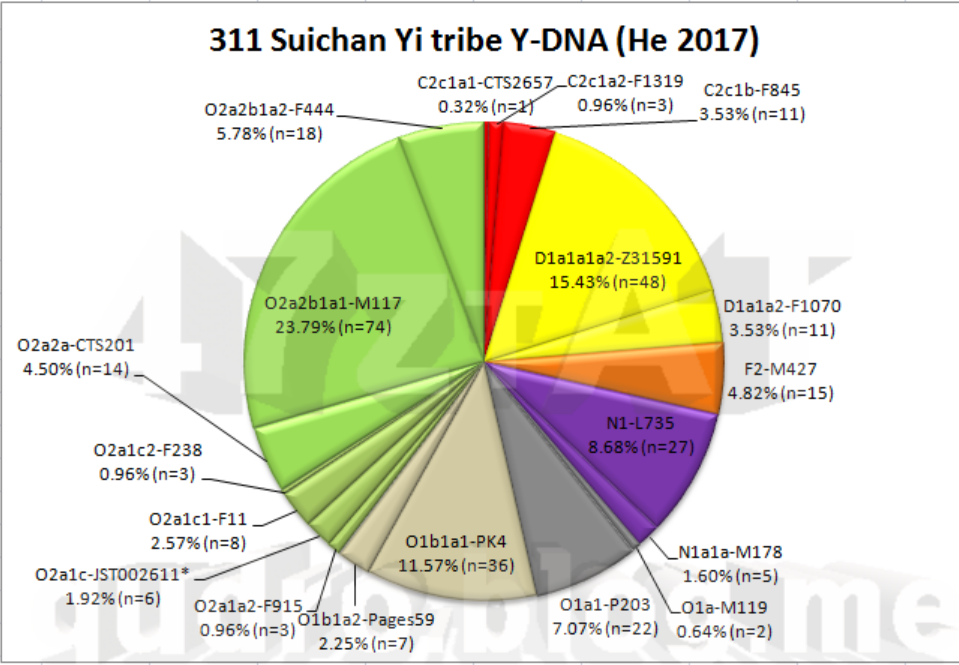 311 Suichan Yi tribe Y-DNA (He 2017)
C2c1a1-CTS2657
0.32% (n=1)
C2c1a2-F1319
0.96% (n=3)
C2c1b-F845
3.53% (n=11)
O2a2b1a2-F444
5.78% (n=18)
D1a1a1a2-Z31591
15.43% (n=48)
D1a1a2-F1070
3.53% (n=11)
F2-M427
4.82% (n=15)
N1-L735
8.68% (n=27)
N1a1a-M178
1.60% (n=5)
O1a-M119
0.64% (n=2)
O1a1-P203
7.07% (n=22)
O1b1a1-PK4
11.57% (n=36)
O1b1a2-Pages59
2.25% (n=7)
O2a1a2-F915
0.96% (n=3)
O2a1c-JST002611*
1.92% (n=6)
O2a1c1-F11
2.57% (n=8)
O2a1c2-F238
0.96% (n=3)
O2a2a-CTS201
4.50% (n=14)
O2a2b1a1-M117
23.79% (n=74)